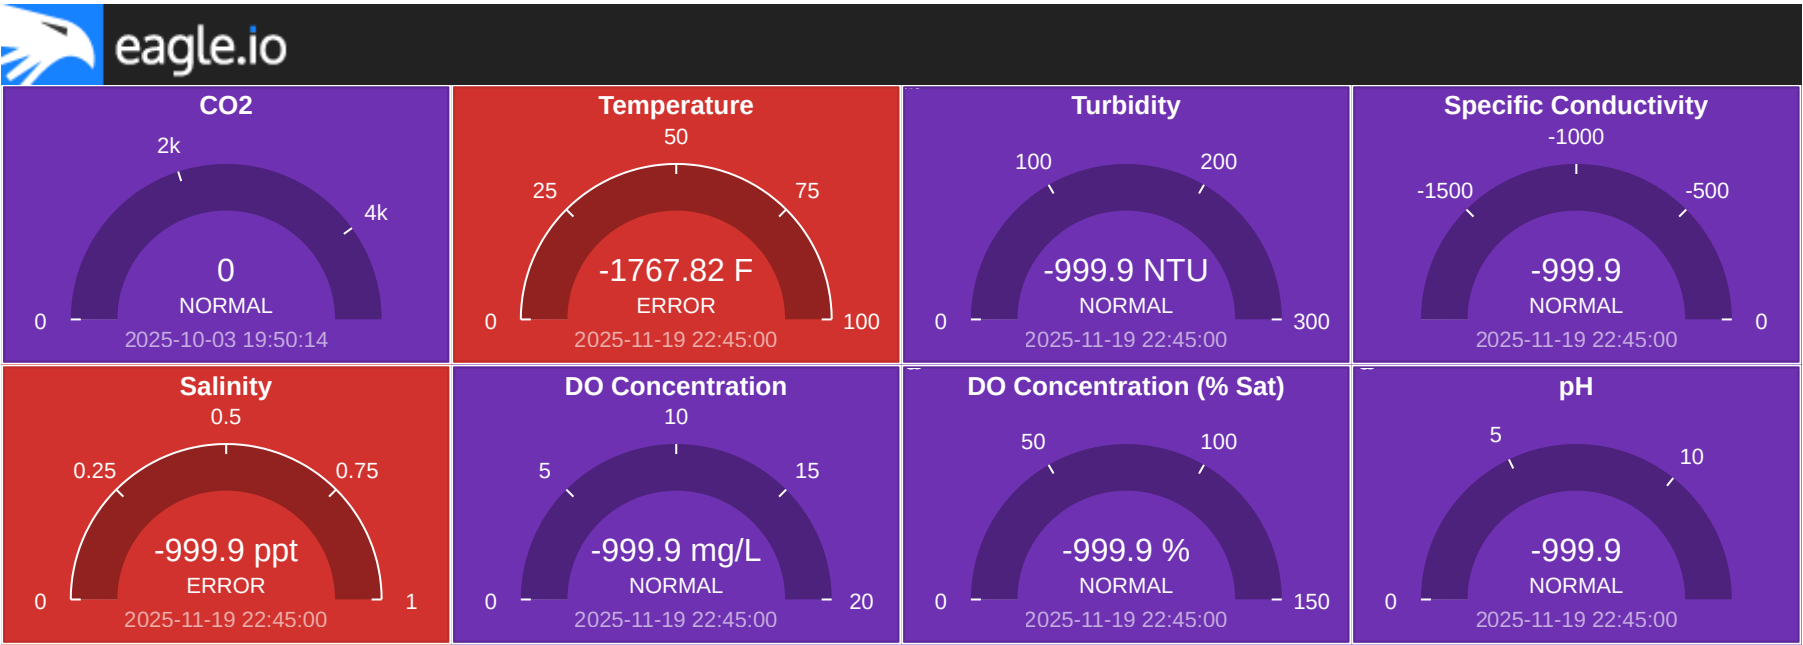 eagle.io
CO2
2k
4k
0
NORMAL
0
2025-10-03 19:50:14
Temperature
50
25
75
-1767.82 F
ERROR
0
100
2025-11-19 22:45:00
Turbidity
100
200
-999.9 NTU
NORMAL
0
300
2025-11-19 22:45:00
Specific Conductivity
-1000
-1500
-500
-999.9
NORMAL
0
2025-11-19 22:45:00
Salinity
0.5
0.25
0.75
-999.9 ppt
ERROR
0
1
2025-11-19 22:45:00
DO Concentration
10
5
15
-999.9 mg/L
NORMAL
0
20
2025-11-19 22:45:00
DO Concentration (% Sat)
50
100
-999.9 %
NORMAL
0
150
2025-11-19 22:45:00
pH
5
10
-999.9
NORMAL
0
2025-11-19 22:45:00